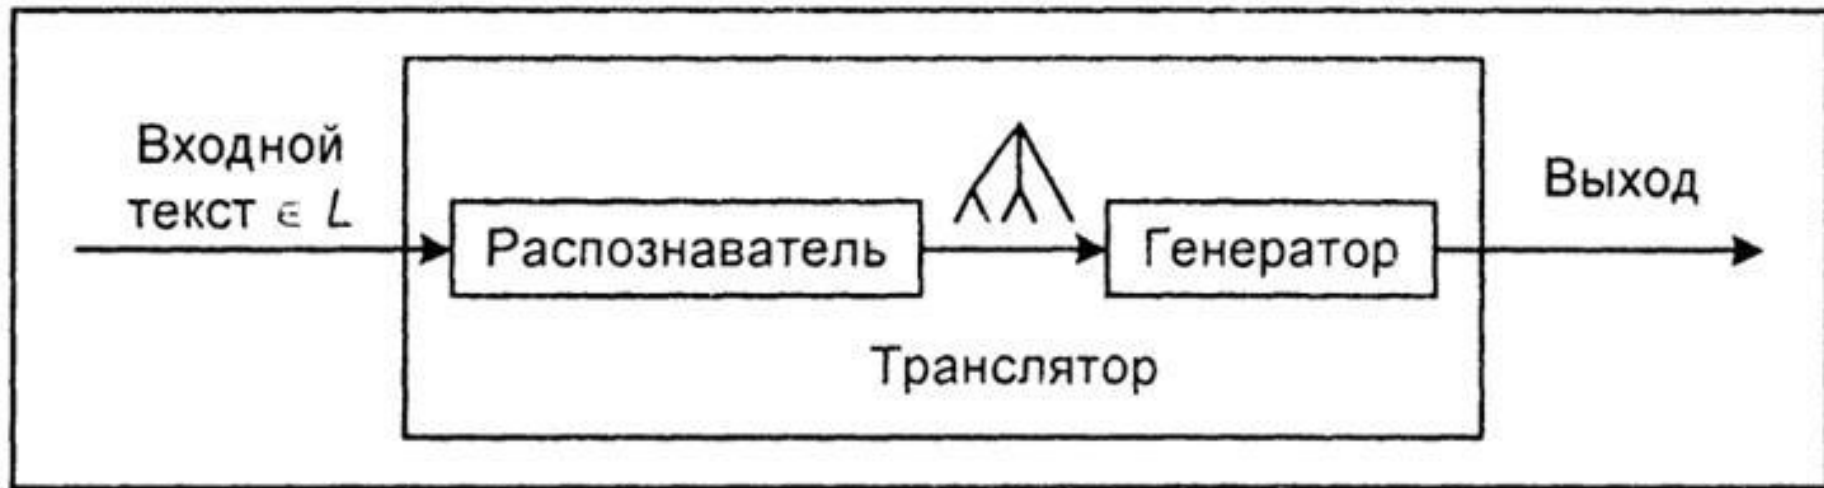 Входной
текст ∈ L
Распознаватель
Генератор
Выход
Транслятор